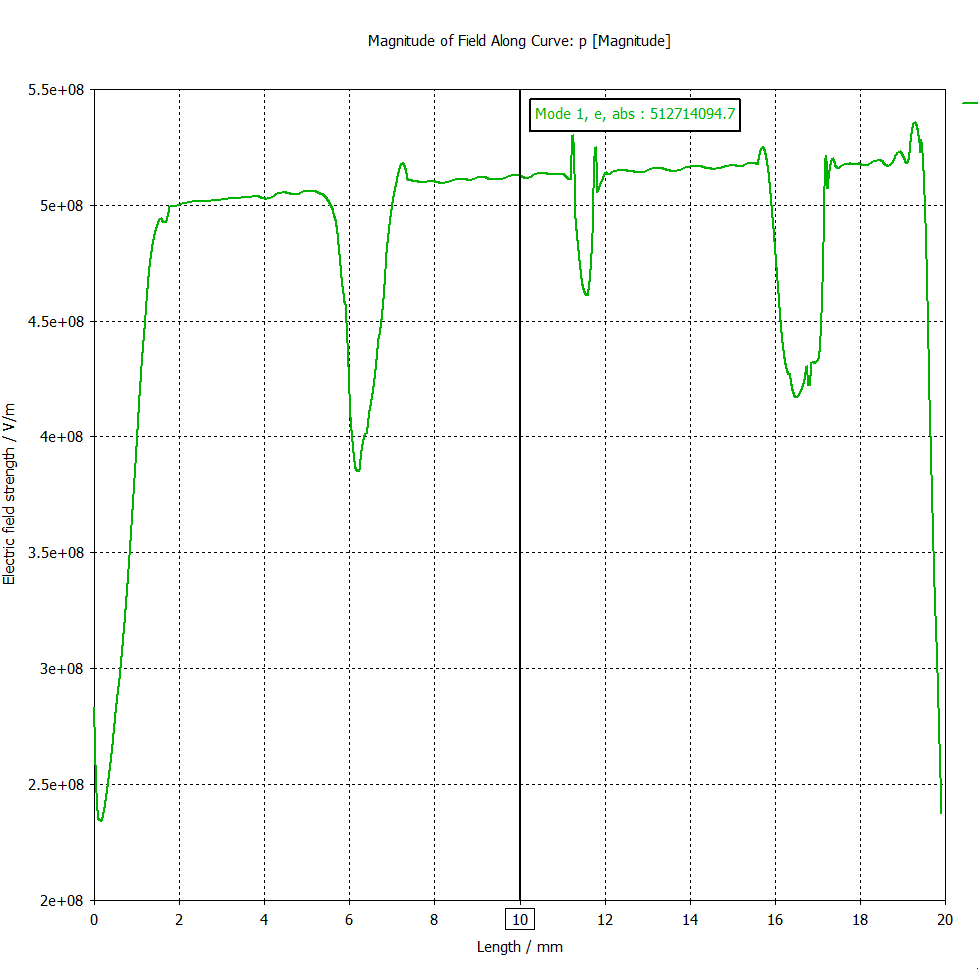 Magnitude of Field Along Curve: p [Magnitude]
5.5e+08
Mode 1, e, abs : 512714094.7
5e+08
4.5e+08
4e+08
3.5e+08
3e+08
2.5e+08
2e+08
Electric field strength / V/m
0 2 4 6 8 10 12 14 16 18 20
Length / mm